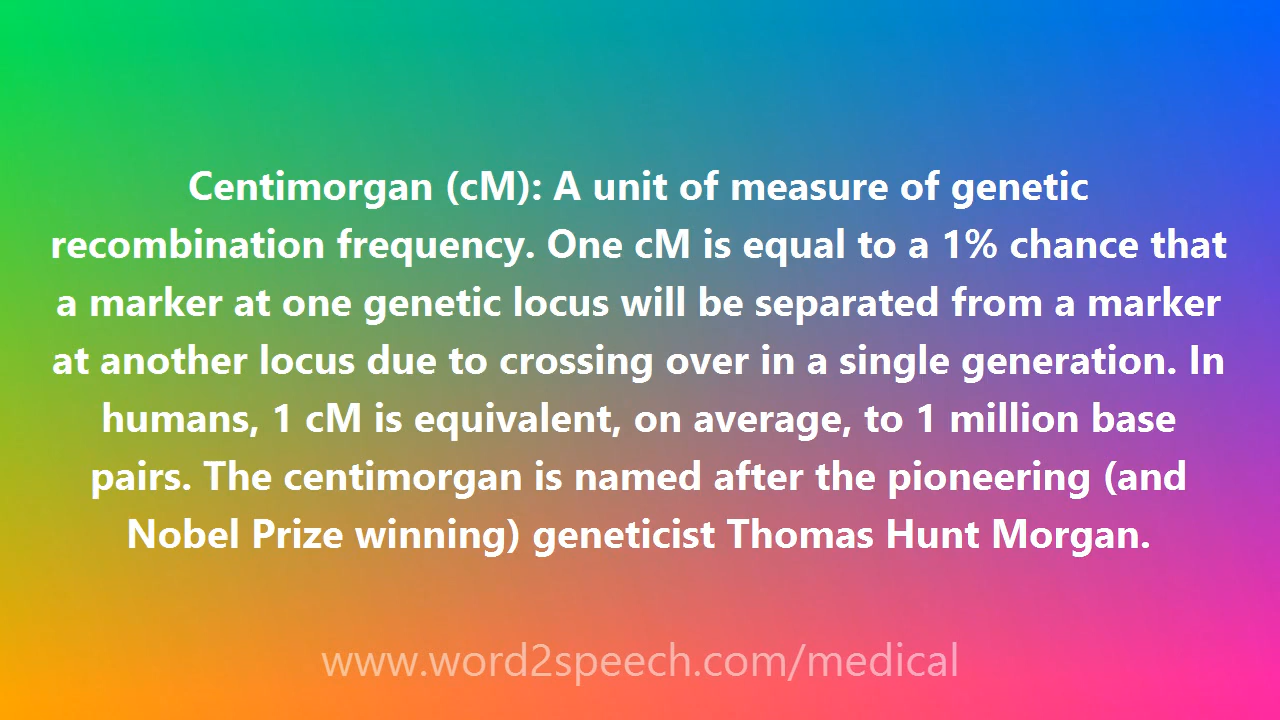 Centimorgan (cM): A unit of measure of genetic
recombination frequency. One cM is equal to a 1% chance that
a marker at one genetic locus will be separated from a marker
at another locus due to crossing over in a single generation. In
humans, 1 cM is equivalent, on average, to 1 million base
pairs. The centimorgan is named after the pioneering (and
Nobel Prize winning) geneticist Thomas Hunt Morgan.
www.word2speech.com/medical